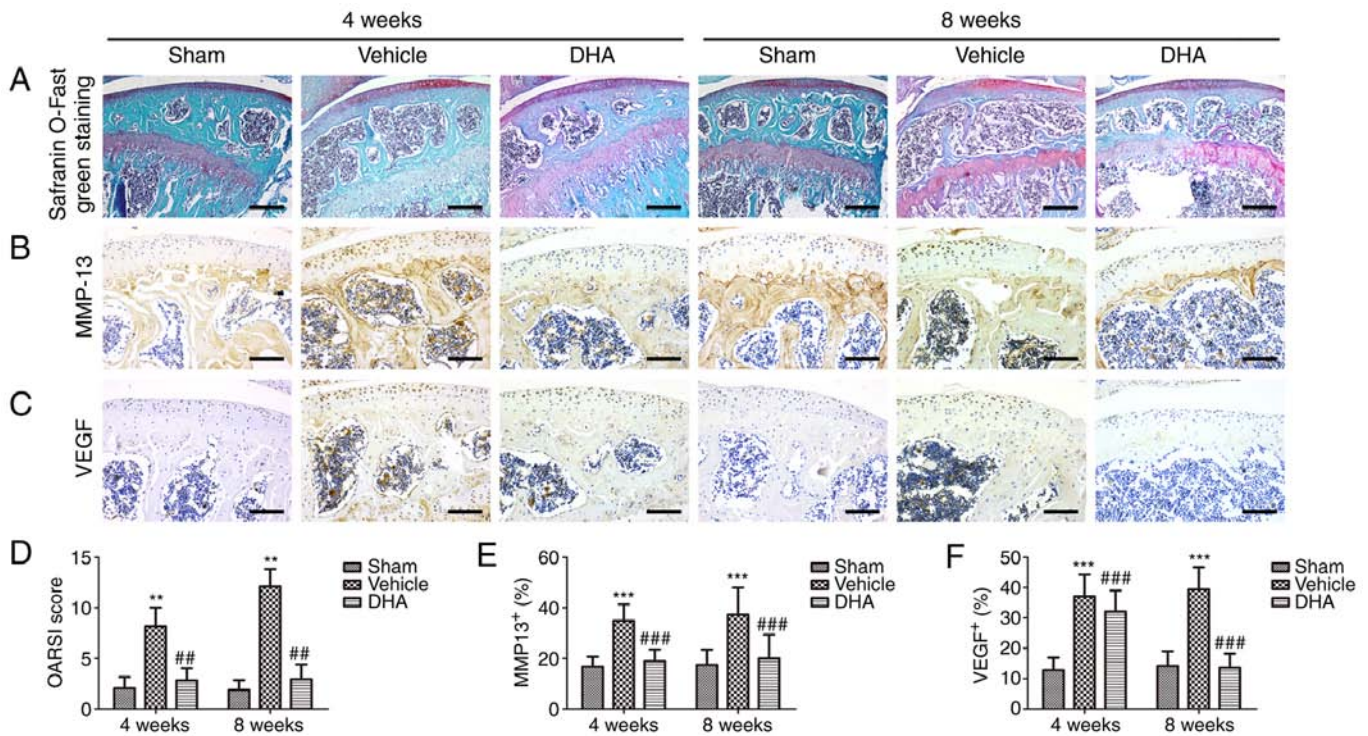 4 weeks 8 weeks
Sham Vehicle DHA Sham Vehicle DHA
A
Safranin O-Fast
green staining
B
MMP-13
C
VEGF
D
OARSI score
15
10
5
0
** ## ** ##
4 weeks 8 weeks
Sham
Vehicle
DHA
E
MMP13+ (%)
60
40
20
0
*** ### *** ###
4 weeks 8 weeks
Sham
Vehicle
DHA
F
VEGF+ (%)
50
40
30
20
10
0
*** ### *** ###
4 weeks 8 weeks
Sham
Vehicle
DHA